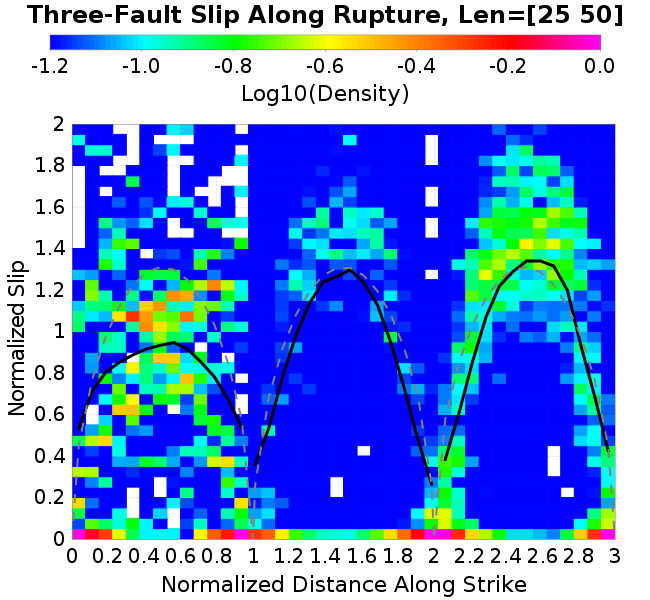 Three-Fault Slip Along Rupture, Len=[25 50]
-1.2 -1.0 -0.8 -0.6 -0.4 -0.2 0.0
Log10(Density)
2
1.8
1.6
1.4
1.2
1
0.8
0.6
0.4
0.2
0
Normalized Slip
0 0.2 0.4 0.6 0.8 1 1.2 1.4 1.6 1.8 2 2.2 2.4 2.6 2.8 3
Normalized Distance Along Strike